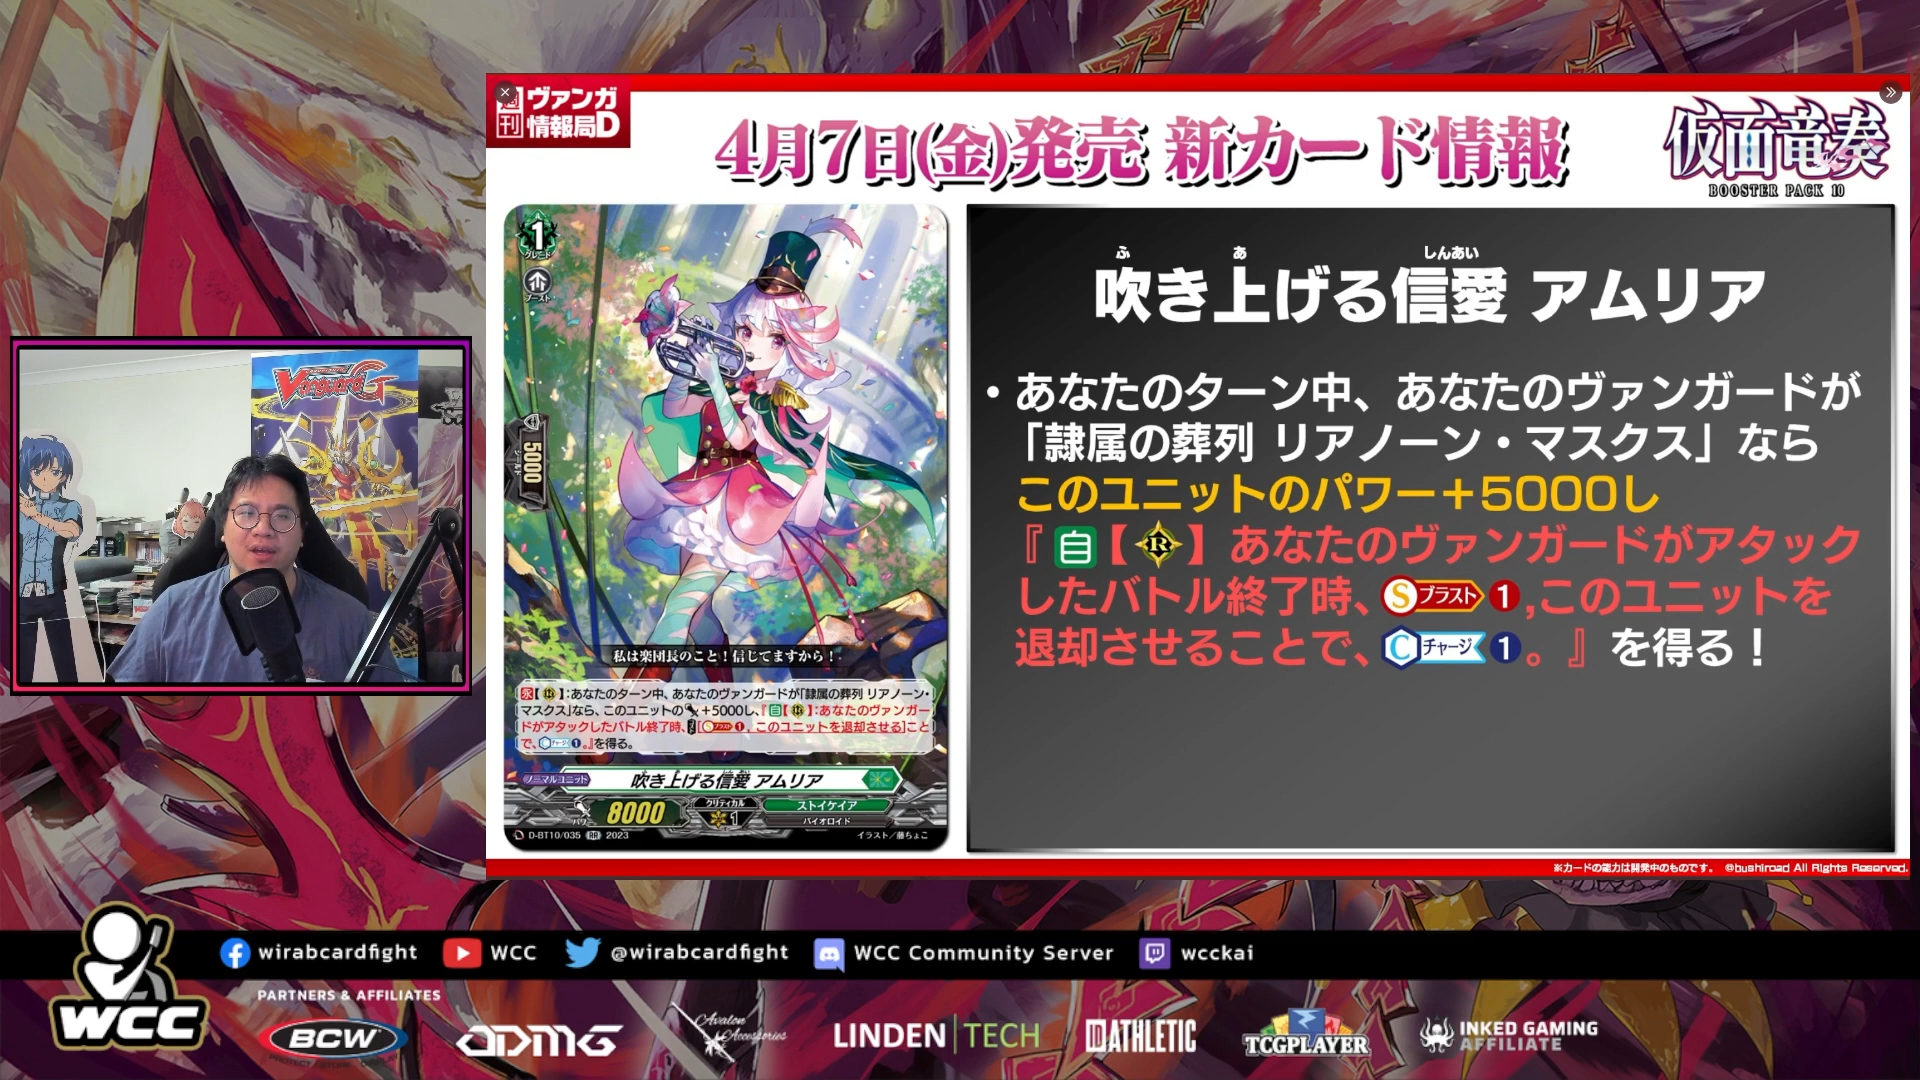 週刊
ヴァンガ
情報局D
4月7日(金)発売 新カード情報
仮面竜奏
BOOSTER PACK 10
1
グレード
ブースト
5000
シールド
私は楽団長のこと!信じてますから!
永【R】:あなたのターン中、あなたのヴァンガードが「隷属の葬列 リアノーン・
マスクス」なら、このユニットの+5000し、『自【R】:あなたのヴァンガー
ドがアタックしたバトル終了時、[Sブラスト1, このユニットを退却させる]こと
で、Cチャージ1。』を得る。
ノーマルユニット
吹き上げる信愛 アムリア
パワー
8000
クリティカル
1
ストイケイア
バイオロイド
D-BT10/035 RR 2023
イラスト/藤ちょこ
ふ あ しんあい
吹き上げる信愛 アムリア
・あなたのターン中、あなたのヴァンガードが
「隷属の葬列 リアノーン・マスクス」なら
このユニットのパワー+5000し
『自【R】あなたのヴァンガードがアタック
したバトル終了時、Sブラスト1,このユニットを
退却させることで、Cチャージ1。』を得る!
※カードの能力は開発中のものです。 ©bushiroad All Rights Reserved.
Vanguard G
WCC
wirabcardfight
WCC
@wirabcardfight
WCC Community Server
wcckai
PARTNERS & AFFILIATES
BCW
ADMG
Avalon Accessories
LINDEN TECH
DATHLETIC
TCGPLAYER
INKED GAMING
AFFILIATE